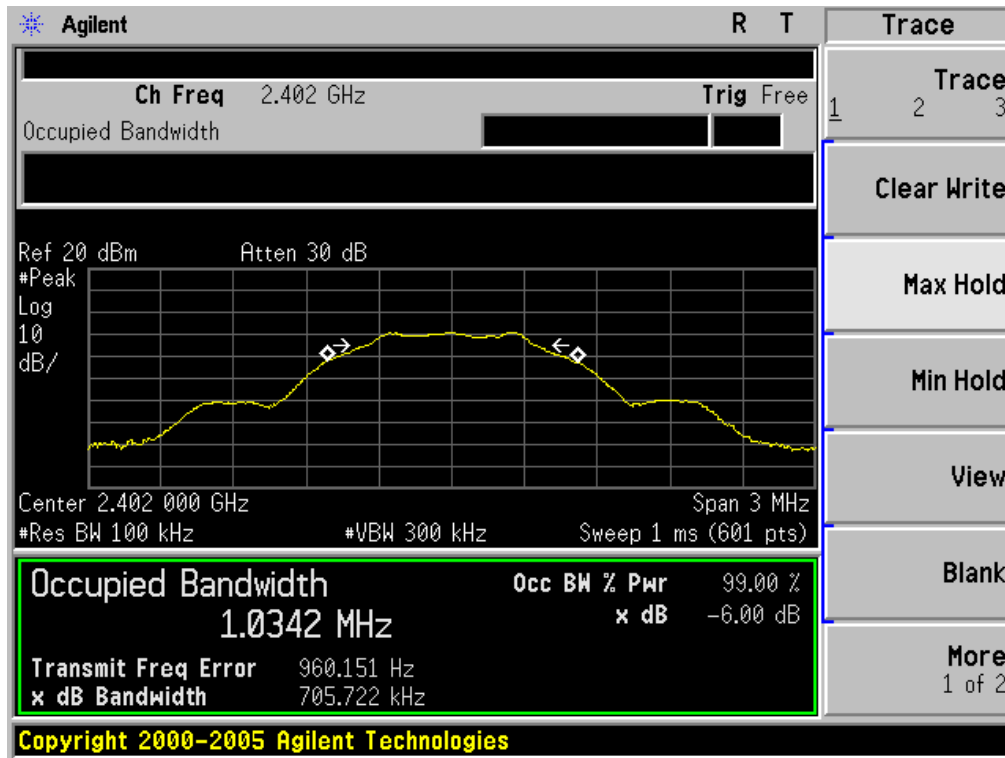 Agilent R T Trace
Ch Freq 2.402 GHz Trig Free
Occupied Bandwidth
Trace
1 2 3
Clear Write
Max Hold
Min Hold
View
Blank
More
1 of 2
Ref 20 dBm Atten 30 dB
#Peak
Log
10
dB/
Center 2.402 000 GHz Span 3 MHz
#Res BW 100 kHz #VBW 300 kHz Sweep 1 ms (601 pts)
Occupied Bandwidth Occ BW % Pwr 99.00 %
1.0342 MHz x dB -6.00 dB
Transmit Freq Error 960.151 Hz
x dB Bandwidth 705.722 kHz
Copyright 2000-2005 Agilent Technologies